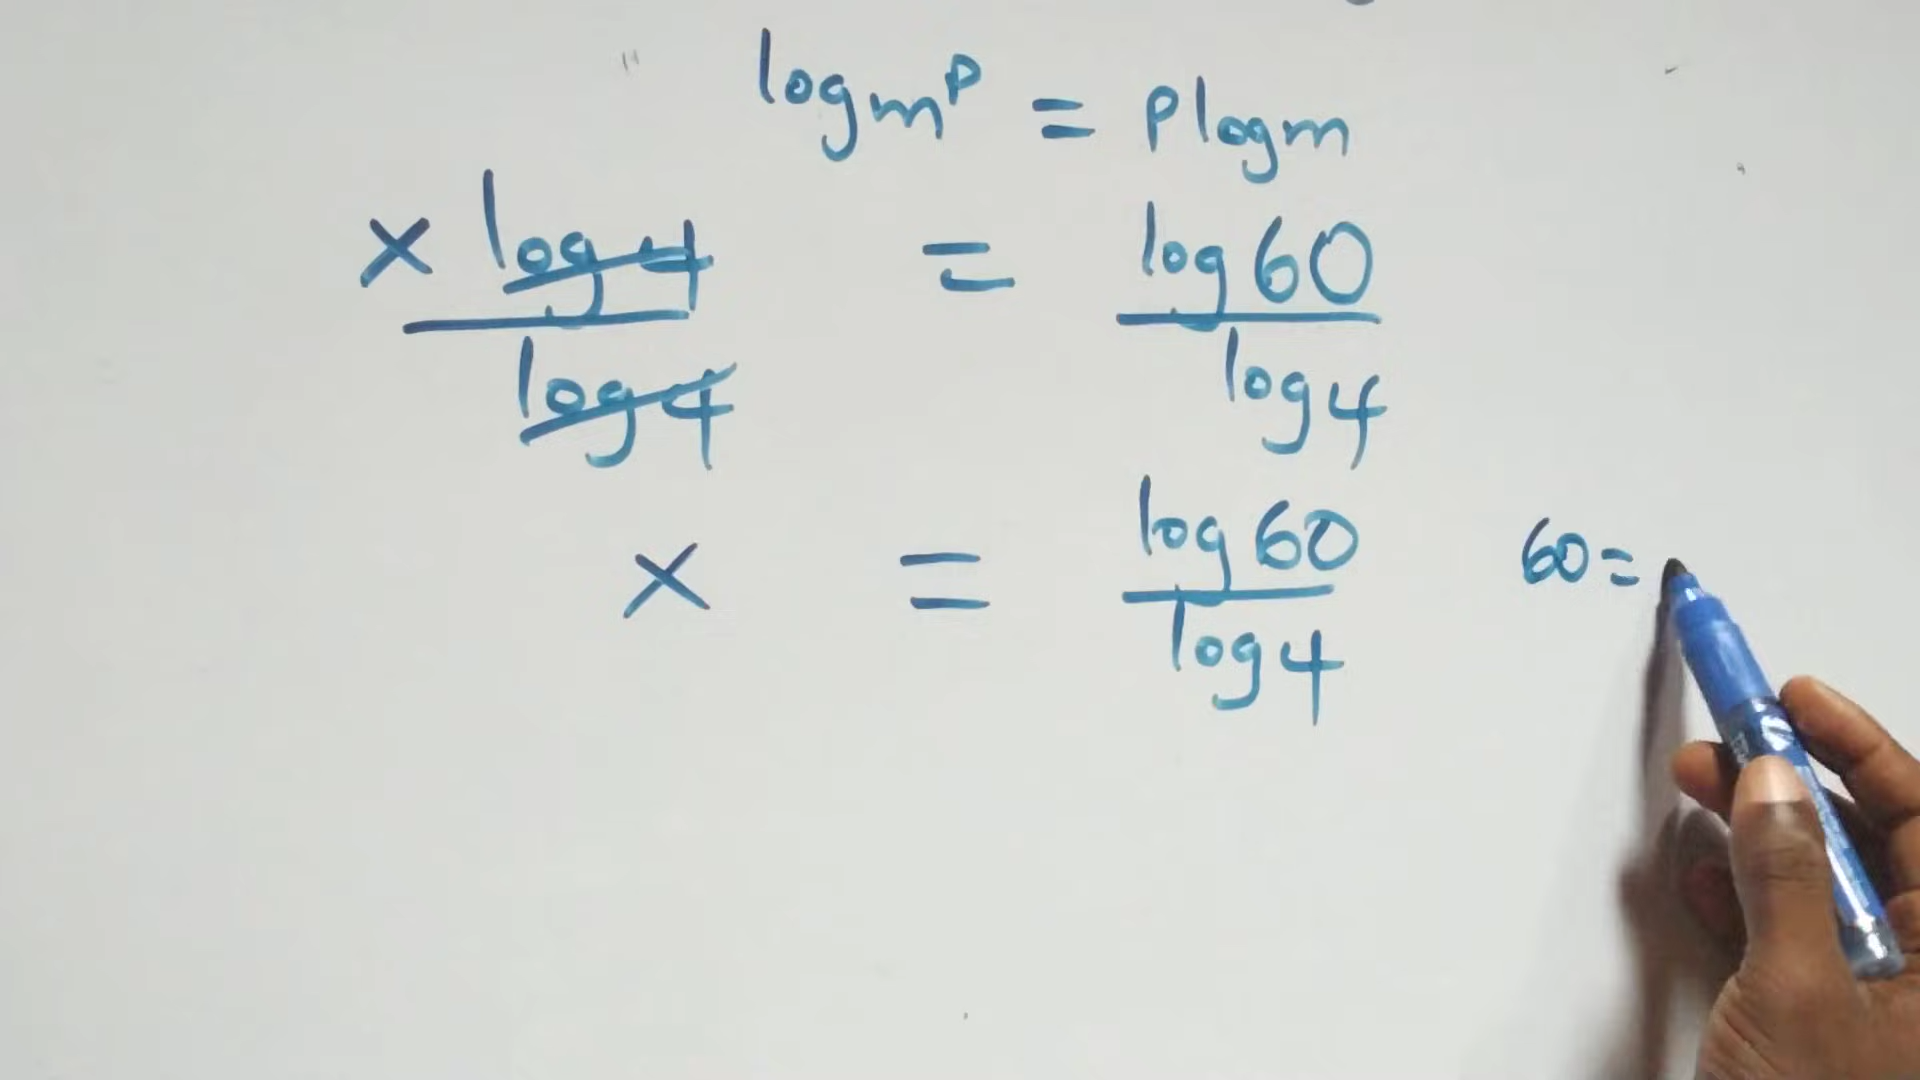 log m^p = p log m
x log 4 / log 4 = log 60 / log 4
x = log 60 / log 4
60 =